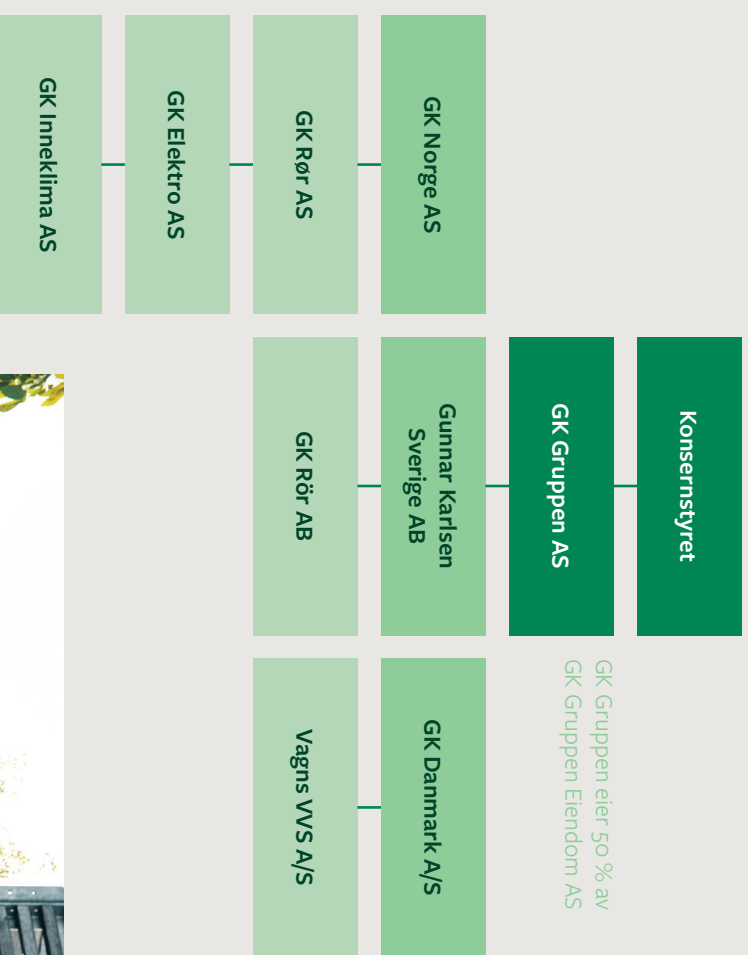 Konsernstyret
GK Gruppen AS
GK Gruppen eier 50 % av
GK Gruppen Eiendom AS
GK Norge AS
Gunnar Karlsen
Sverige AB
GK Danmark A/S
GK Rør AS
GK Rör AB
Vagns VVS A/S
GK Elektro AS
GK Inneklima AS